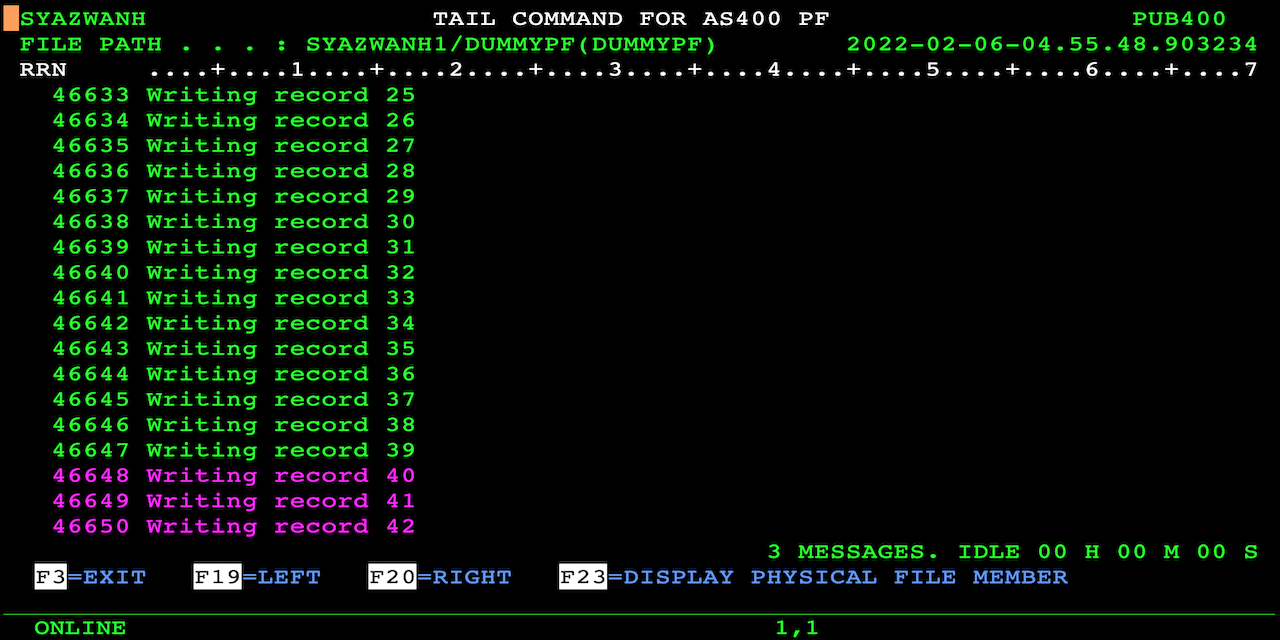 SYAZWANH TAIL COMMAND FOR AS400 PF PUB400
FILE PATH . . . : SYAZWANH1/DUMMYPF(DUMMYPF) 2022-02-06-04.55.48.903234
RRN ....+....1....+....2....+....3....+....4....+....5....+....6....+....7
46633 Writing record 25
46634 Writing record 26
46635 Writing record 27
46636 Writing record 28
46637 Writing record 29
46638 Writing record 30
46639 Writing record 31
46640 Writing record 32
46641 Writing record 33
46642 Writing record 34
46643 Writing record 35
46644 Writing record 36
46645 Writing record 37
46646 Writing record 38
46647 Writing record 39
46648 Writing record 40
46649 Writing record 41
46650 Writing record 42
3 MESSAGES. IDLE 00 H 00 M 00 S
F3=EXIT F19=LEFT F20=RIGHT F23=DISPLAY PHYSICAL FILE MEMBER
ONLINE 1,1